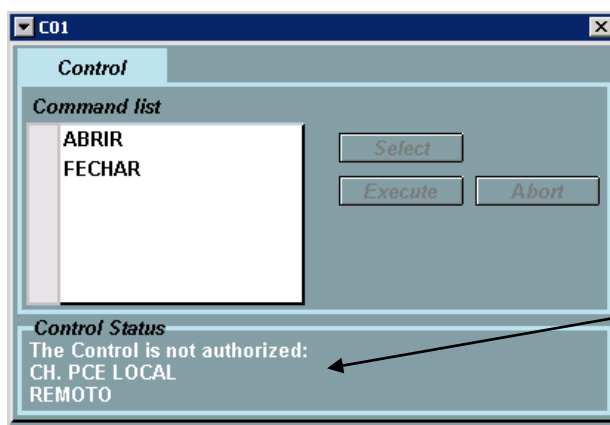 C01
Control
Command list
ABRIR
FECHAR
Select
Execute Abort
Control Status
The Control is not authorized:
CH. PCE LOCAL
REMOTO